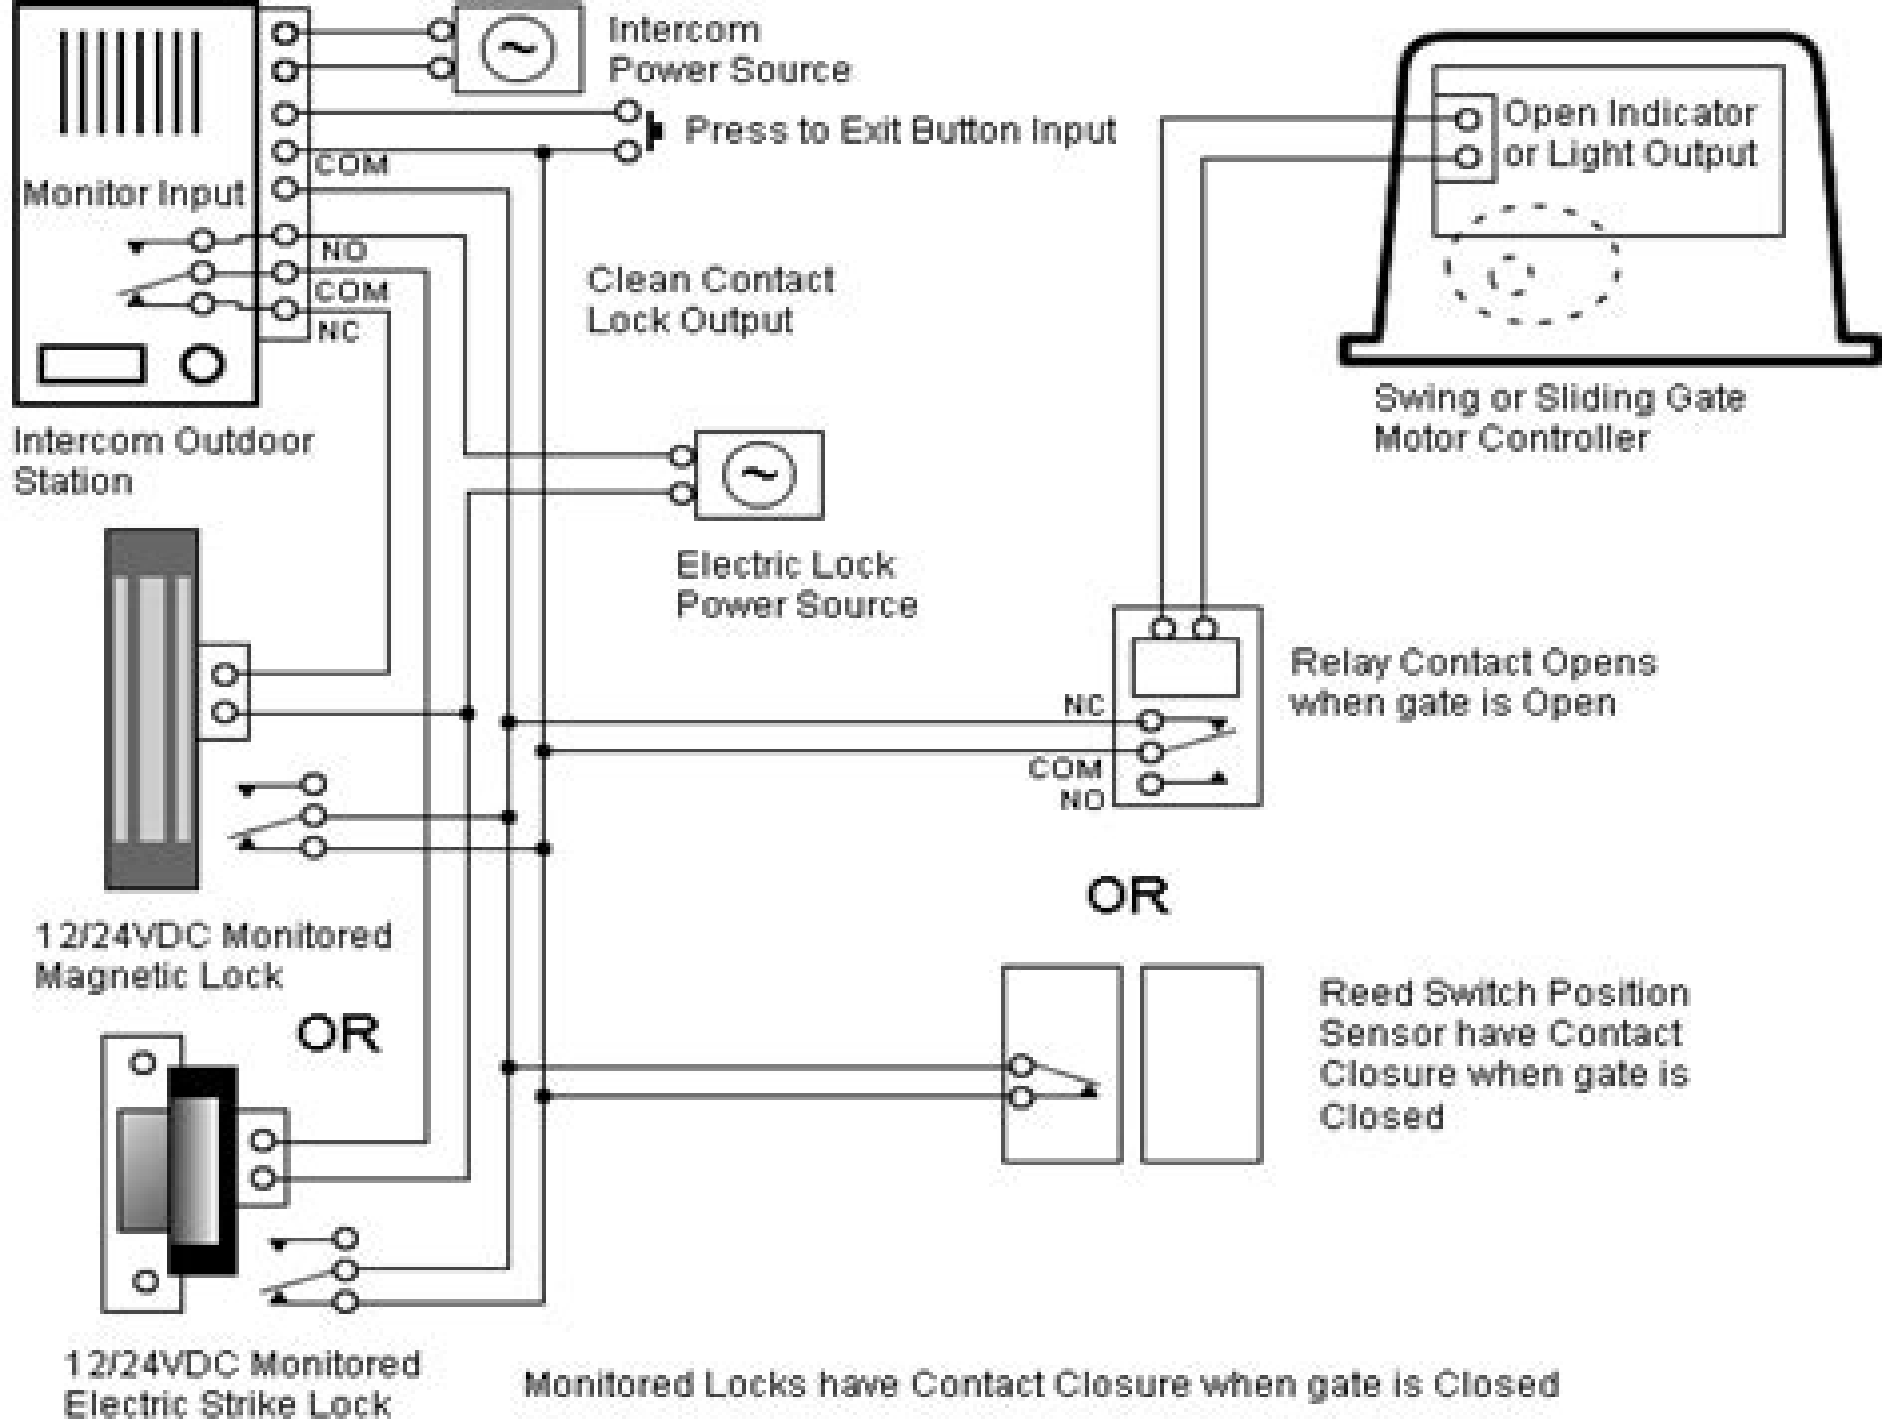 Intercom
Power Source
Press to Exit Button Input
Open Indicator
or Light Output
COM
Monitor Input
NO
COM
NC
Clean Contact
Lock Output
Swing or Sliding Gate
Motor Controller
Intercom Outdoor
Station
Electric Lock
Power Source
Relay Contact Opens
when gate is Open
NC
COM
NO
OR
12/24VDC Monitored
Magnetic Lock
OR
Reed Switch Position
Sensor have Contact
Closure when gate is
Closed
12/24VDC Monitored
Electric Strike Lock
Monitored Locks have Contact Closure when gate is Closed